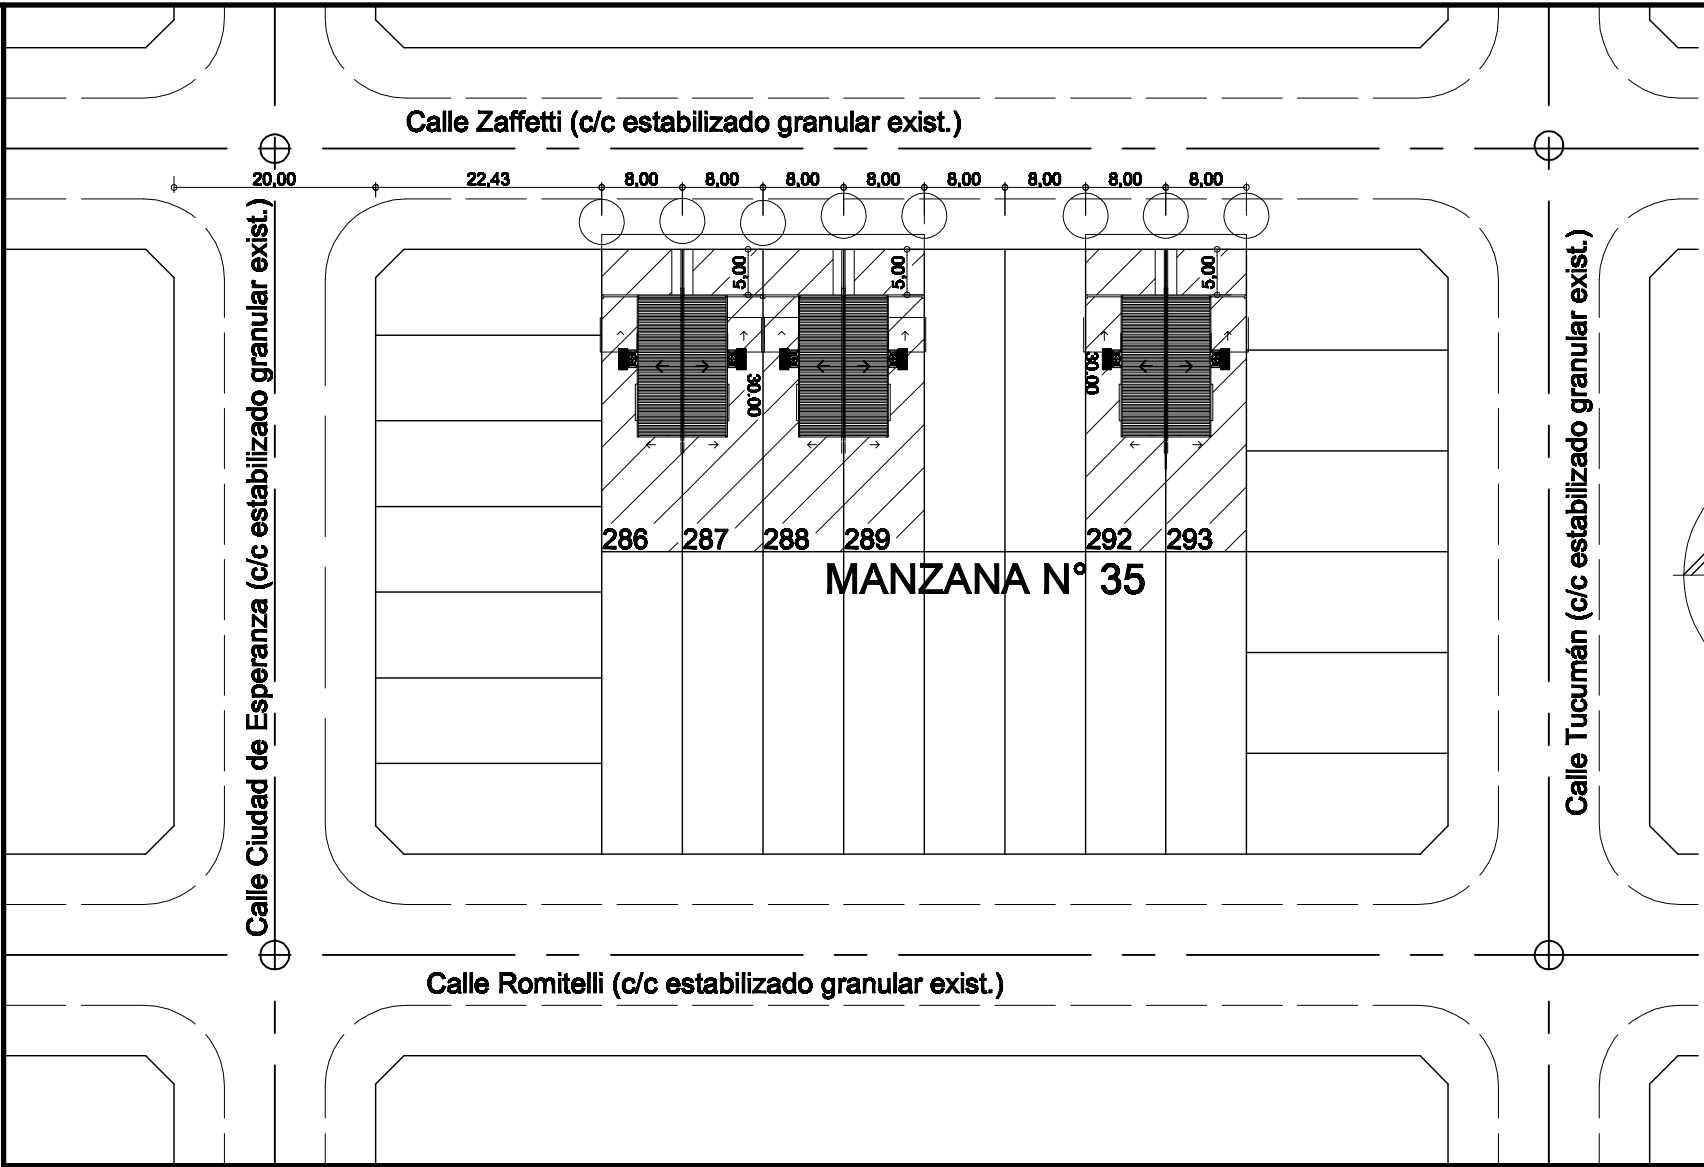 Calle Zaffetti (c/c estabilizado granular exist.)
20,00 22,43 8,00 8,00 8,00 8,00 8,00 8,00 8,00 8,00
Calle Ciudad de Esperanza (c/c estabilizado granular exist.)
5,00 5,00 5,00
30.00 30.00
286 287 288 289 292 293
MANZANA N° 35
Calle Tucumán (c/c estabilizado granular exist.)
Calle Romitelli (c/c estabilizado granular exist.)